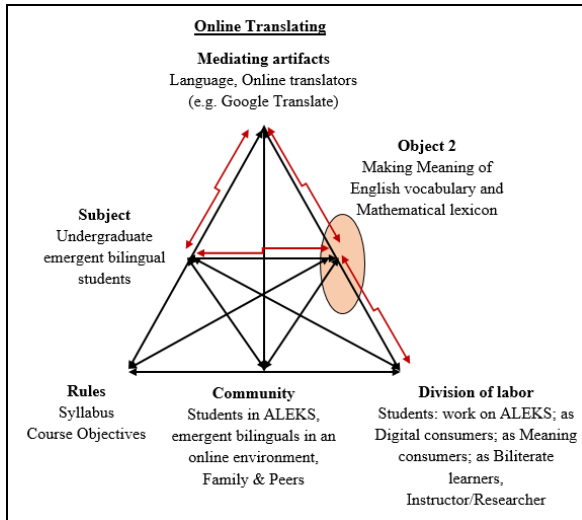 Online Translating
Mediating artifacts
Language, Online translators
(e.g. Google Translate)
Object 2
Making Meaning of
English vocabulary and
Mathematical lexicon
Subject
Undergraduate
emergent bilingual
students
Rules
Syllabus
Course Objectives
Community
Students in ALEKS,
emergent bilinguals in an
online environment,
Family & Peers
Division of labor
Students: work on ALEKS; as
Digital consumers; as Meaning
consumers; as Biliterate
learners,
Instructor/Researcher